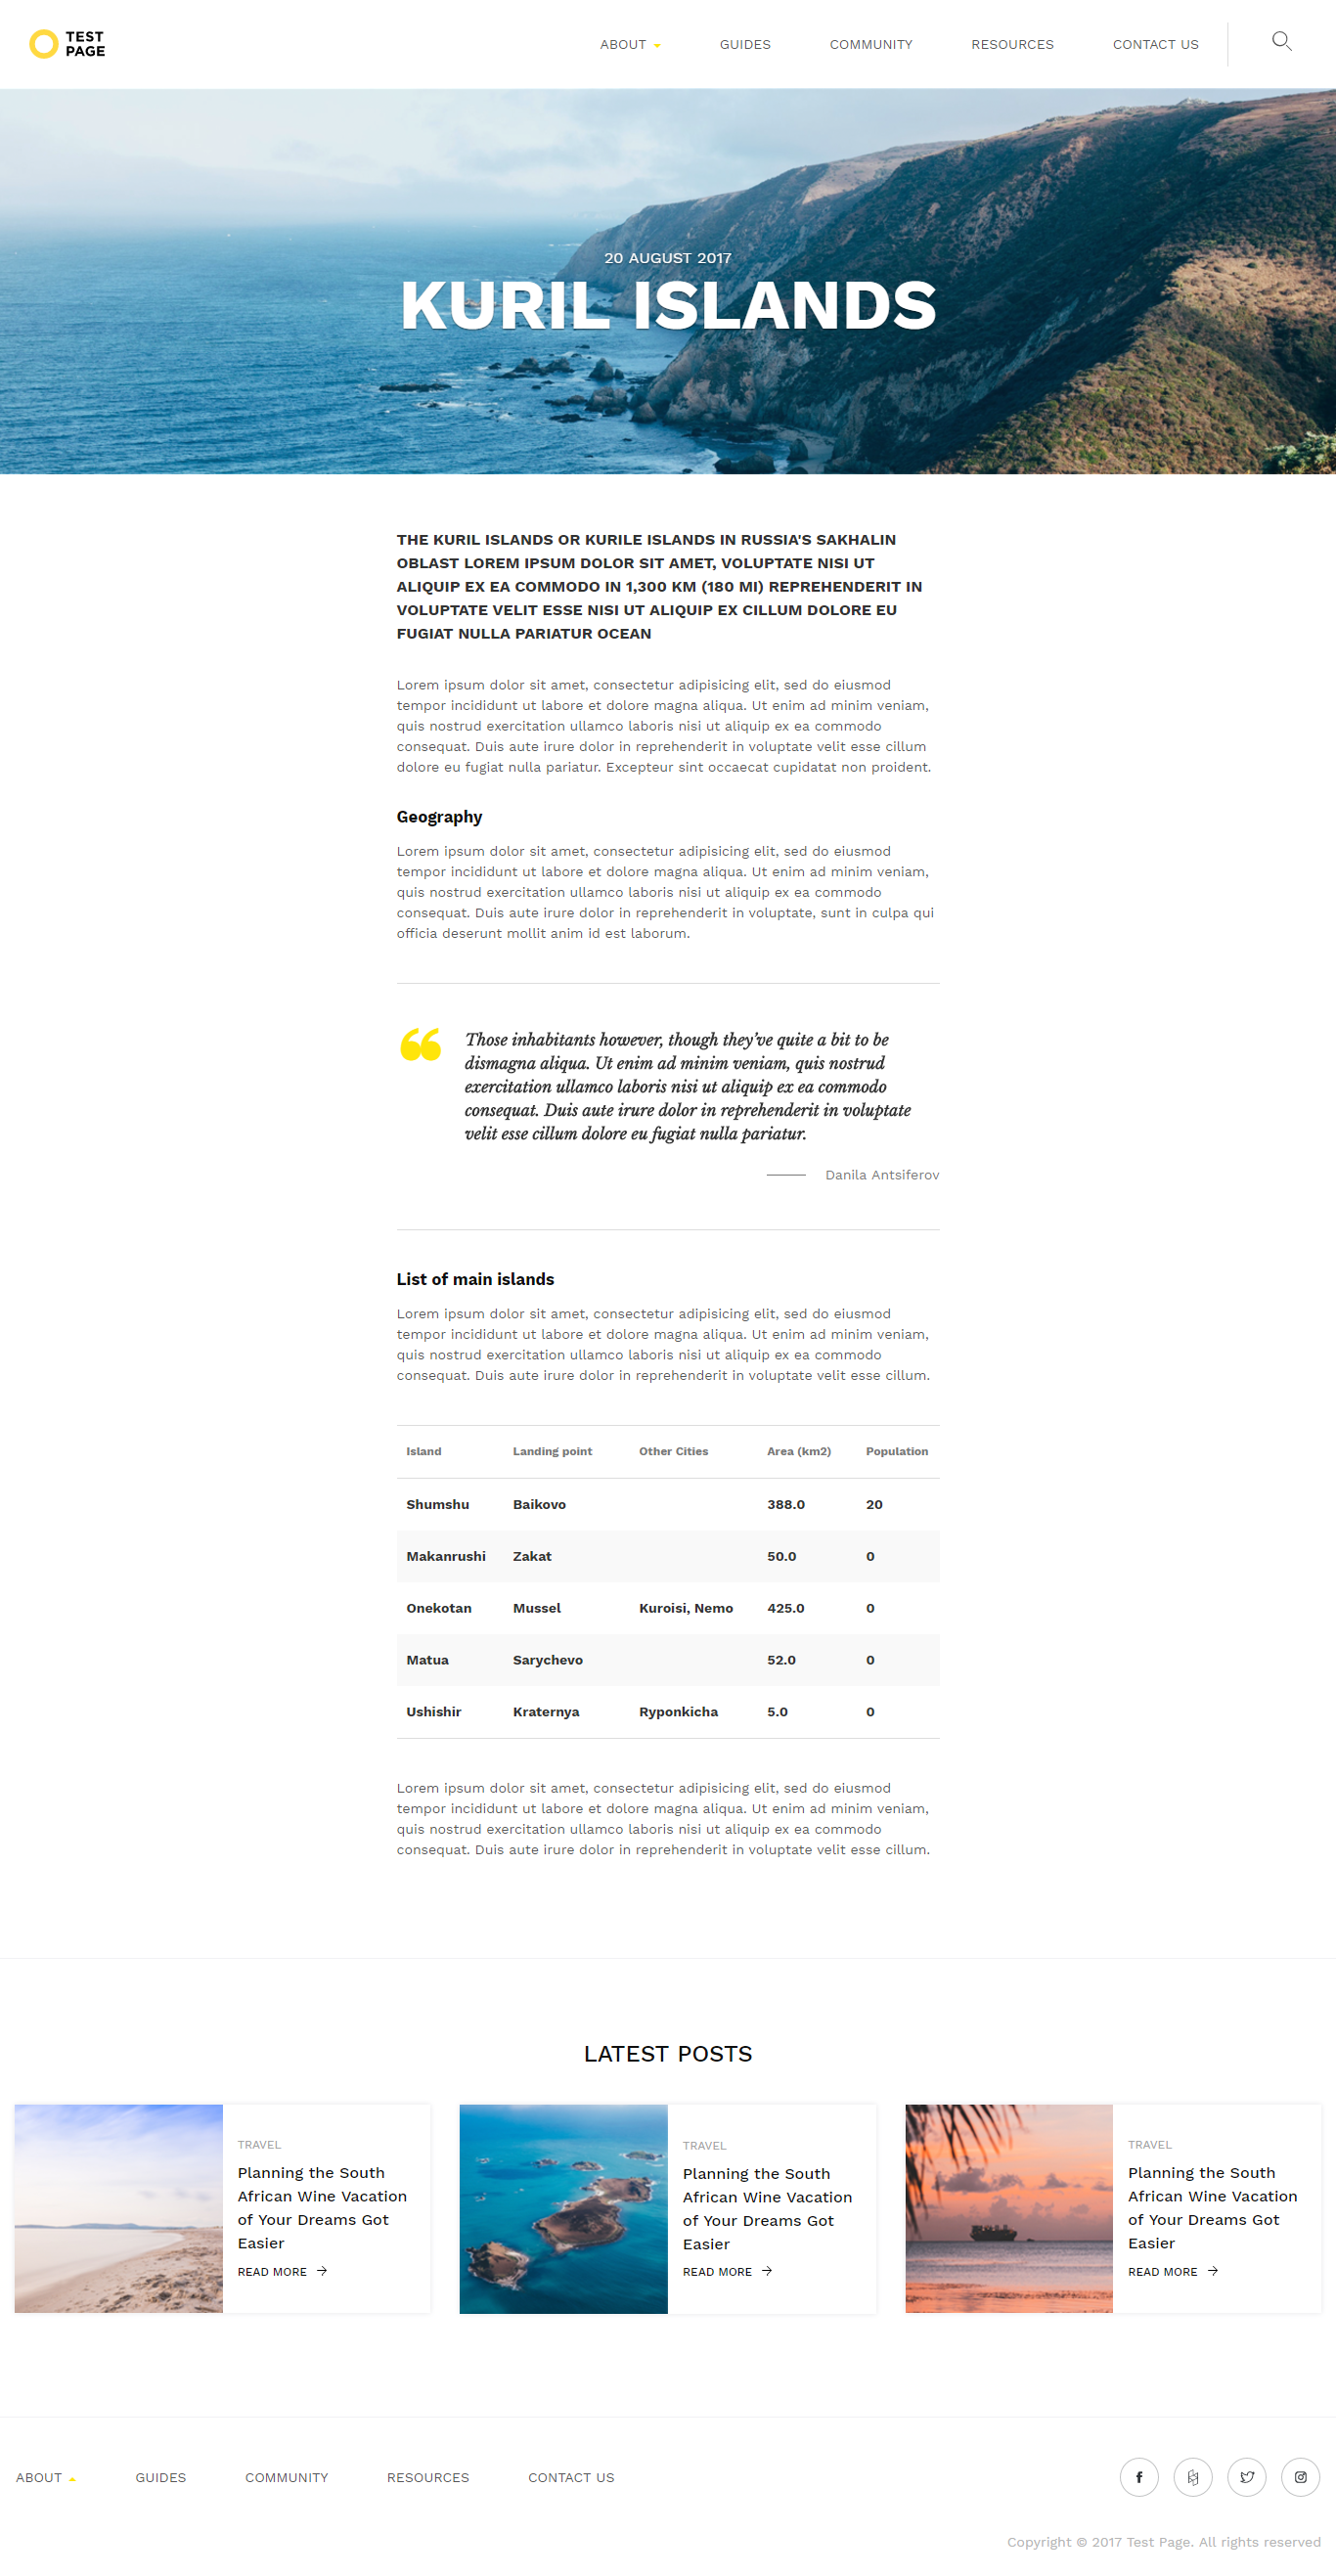 TEST
PAGE
ABOUT
GUIDES
COMMUNITY
RESOURCES
CONTACT US
20 AUGUST 2017
KURIL ISLANDS
THE KURIL ISLANDS OR KURILE ISLANDS IN RUSSIA'S SAKHALIN
OBLAST LOREM IPSUM DOLOR SIT AMET, VOLUPTATE NISI UT
ALIQUIP EX EA COMMODO IN 1,300 KM (180 MI) REPREHENDERIT IN
VOLUPTATE VELIT ESSE NISI UT ALIQUIP EX CILLUM DOLORE EU
FUGIAT NULLA PARIATUR OCEAN
Lorem ipsum dolor sit amet, consectetur adipisicing elit, sed do eiusmod
tempor incididunt ut labore et dolore magna aliqua. Ut enim ad minim veniam,
quis nostrud exercitation ullamco laboris nisi ut aliquip ex ea commodo
consequat. Duis aute irure dolor in reprehenderit in voluptate velit esse cillum
dolore eu fugiat nulla pariatur. Excepteur sint occaecat cupidatat non proident.
Geography
Lorem ipsum dolor sit amet, consectetur adipisicing elit, sed do eiusmod
tempor incididunt ut labore et dolore magna aliqua. Ut enim ad minim veniam,
quis nostrud exercitation ullamco laboris nisi ut aliquip ex ea commodo
consequat. Duis aute irure dolor in reprehenderit in voluptate, sunt in culpa qui
officia deserunt mollit anim id est laborum.
Those inhabitants however, though they've quite a bit to be
dismagna aliqua. Ut enim ad minim veniam, quis nostrud
exercitation ullamco laboris nisi ut aliquip ex ea commodo
consequat. Duis aute irure dolor in reprehenderit in voluptate
velit esse cillum dolore eu fugiat nulla pariatur.
Danila Antsiferov
List of main islands
Lorem ipsum dolor sit amet, consectetur adipisicing elit, sed do eiusmod
tempor incididunt ut labore et dolore magna aliqua. Ut enim ad minim veniam,
quis nostrud exercitation ullamco laboris nisi ut aliquip ex ea commodo
consequat. Duis aute irure dolor in reprehenderit in voluptate velit esse cillum.
Island Landing point Other Cities Area (km2) Population
Shumshu Baikovo 388.0 20
Makanrushi Zakat 50.0 0
Onekotan Mussel Kuroisi, Nemo 425.0 0
Matua Sarychevo 52.0 0
Ushishir Kraternya Ryponkicha 5.0 0
Lorem ipsum dolor sit amet, consectetur adipisicing elit, sed do eiusmod
tempor incididunt ut labore et dolore magna aliqua. Ut enim ad minim veniam,
quis nostrud exercitation ullamco laboris nisi ut aliquip ex ea commodo
consequat. Duis aute irure dolor in reprehenderit in voluptate velit esse cillum.
LATEST POSTS
TRAVEL
Planning the South
African Wine Vacation
of Your Dreams Got
Easier
READ MORE
TRAVEL
Planning the South
African Wine Vacation
of Your Dreams Got
Easier
READ MORE
TRAVEL
Planning the South
African Wine Vacation
of Your Dreams Got
Easier
READ MORE
ABOUT
GUIDES
COMMUNITY
RESOURCES
CONTACT US
Copyright © 2017 Test Page. All rights reserved